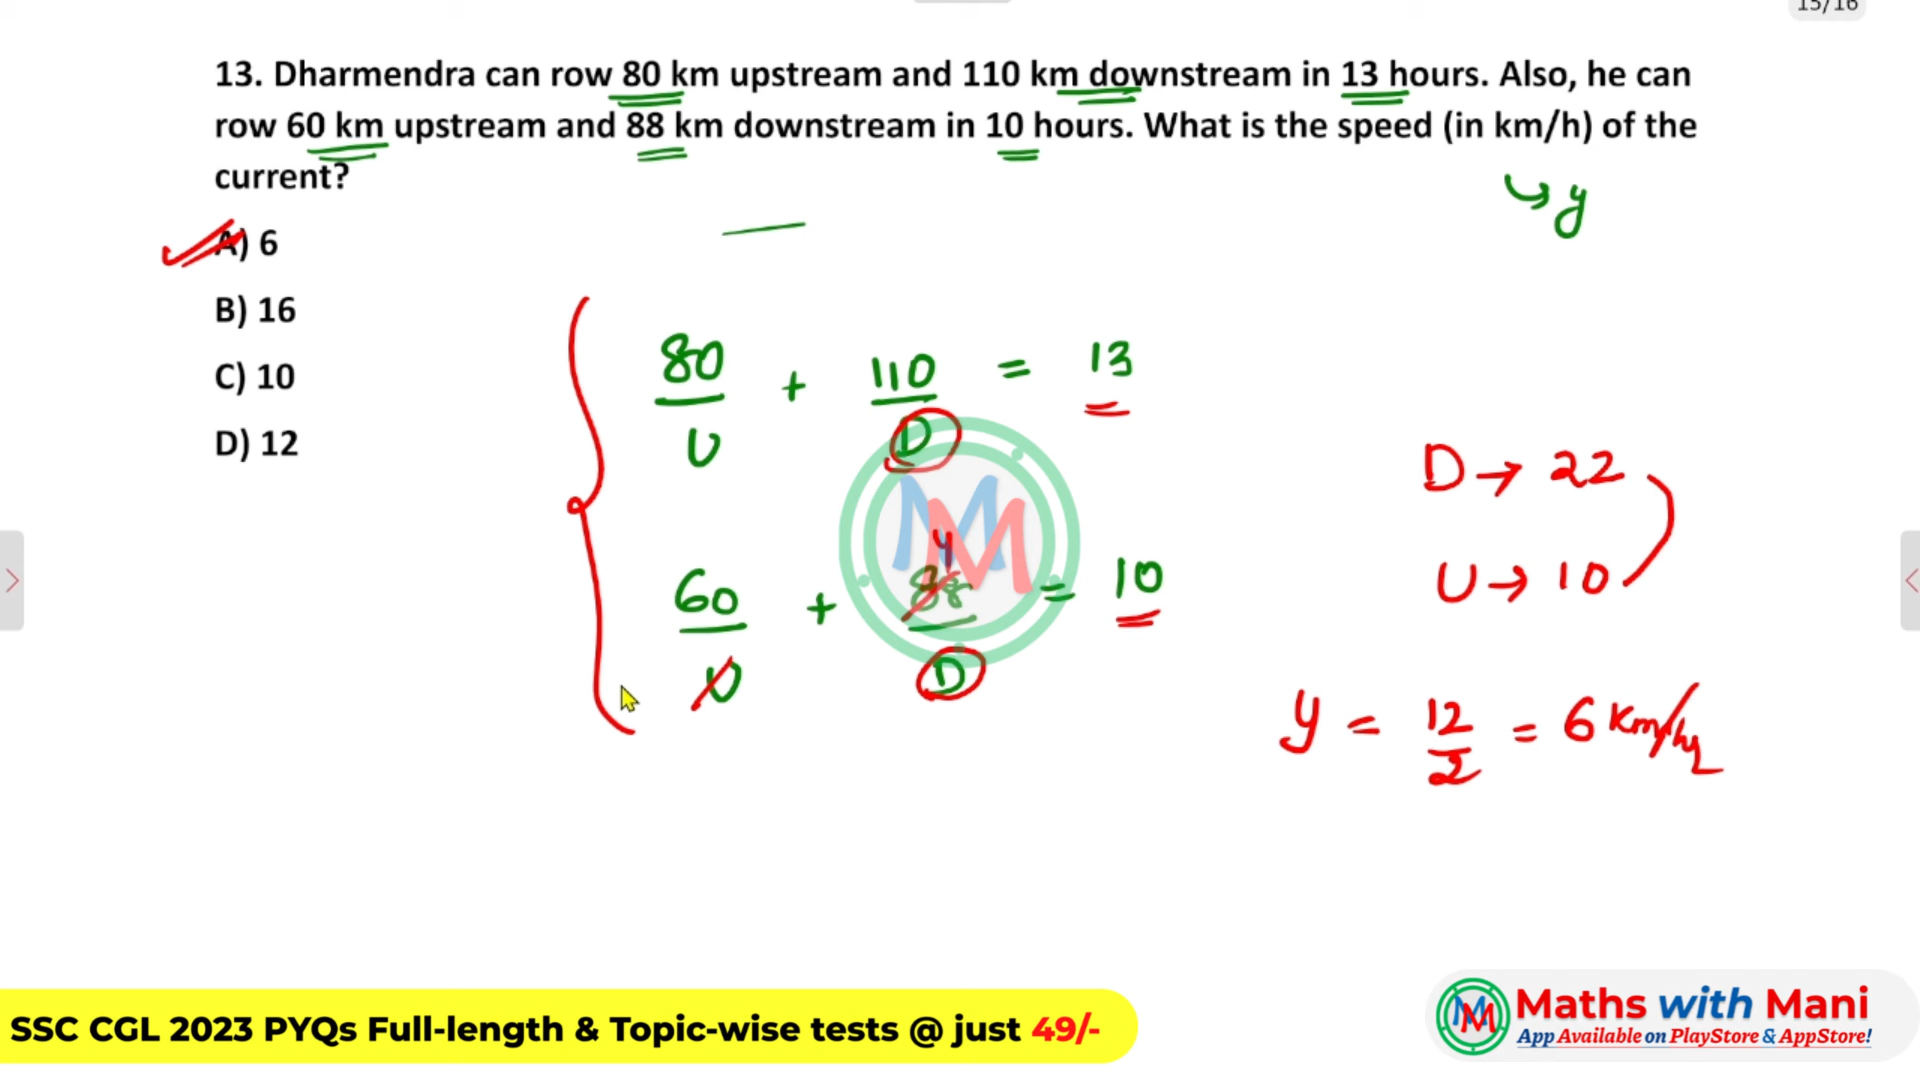 15/16
13. Dharmendra can row 80 km upstream and 110 km downstream in 13 hours. Also, he can
row 60 km upstream and 88 km downstream in 10 hours. What is the speed (in km/h) of the
current?
y
A) 6
B) 16
C) 10
D) 12
80/U + 110/D = 13
60/U + 88/D = 10
4
D → 22
U → 10
y = 12/2 = 6 Km/hr
MM
SSC CGL 2023 PYQs Full-length & Topic-wise tests @ just 49/-
MM
Maths with Mani
App Available on PlayStore & AppStore!